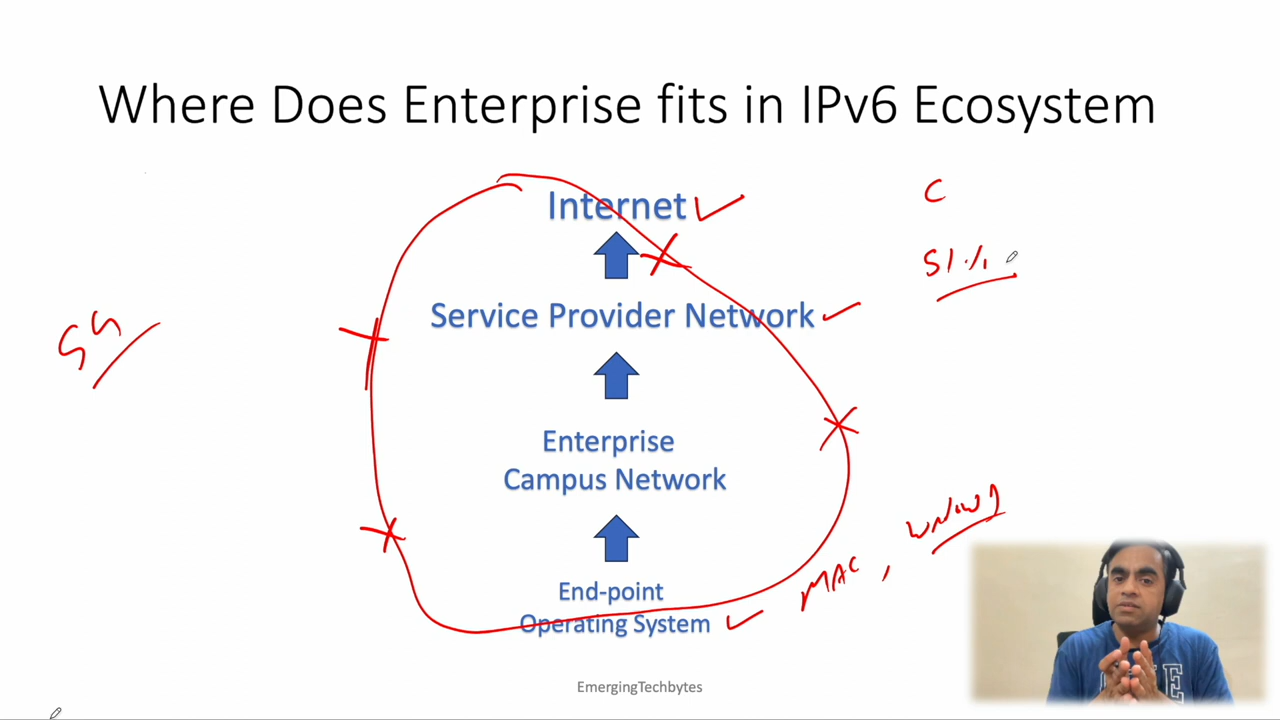 Where Does Enterprise fits in IPv6 Ecosystem
Internet
C
51%
Service Provider Network
5G
Enterprise
Campus Network
End-point
Operating System
MAC,
EmergingTechbytes